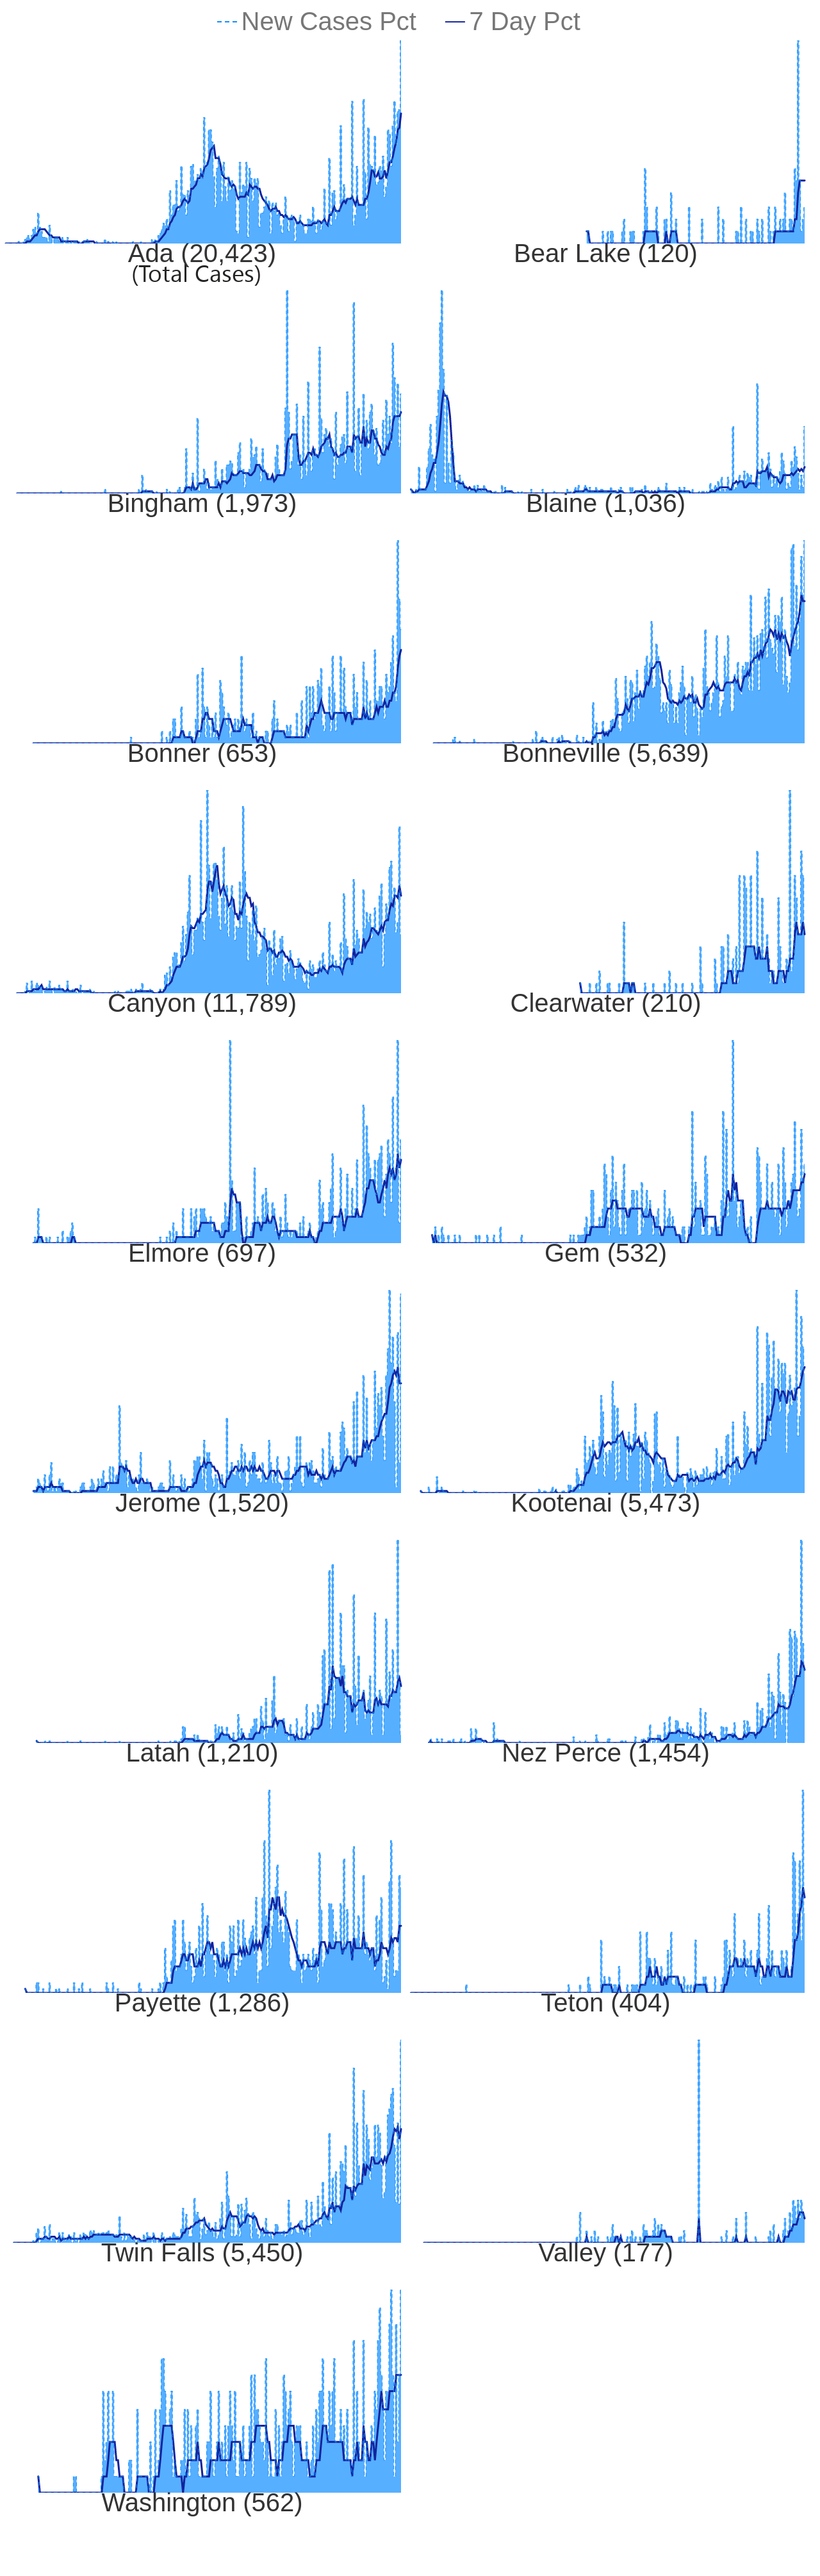 New Cases Pct 7 Day Pct
Ada (20,423) Bear Lake (120)
(Total Cases)
Bingham (1,973) Blaine (1,036)
Bonner (653) Bonneville (5,639)
Canyon (11,789) Clearwater (210)
Elmore (697) Gem (532)
Jerome (1,520) Kootenai (5,473)
Latah (1,210) Nez Perce (1,454)
Payette (1,286) Teton (404)
Twin Falls (5,450) Valley (177)
Washington (562)